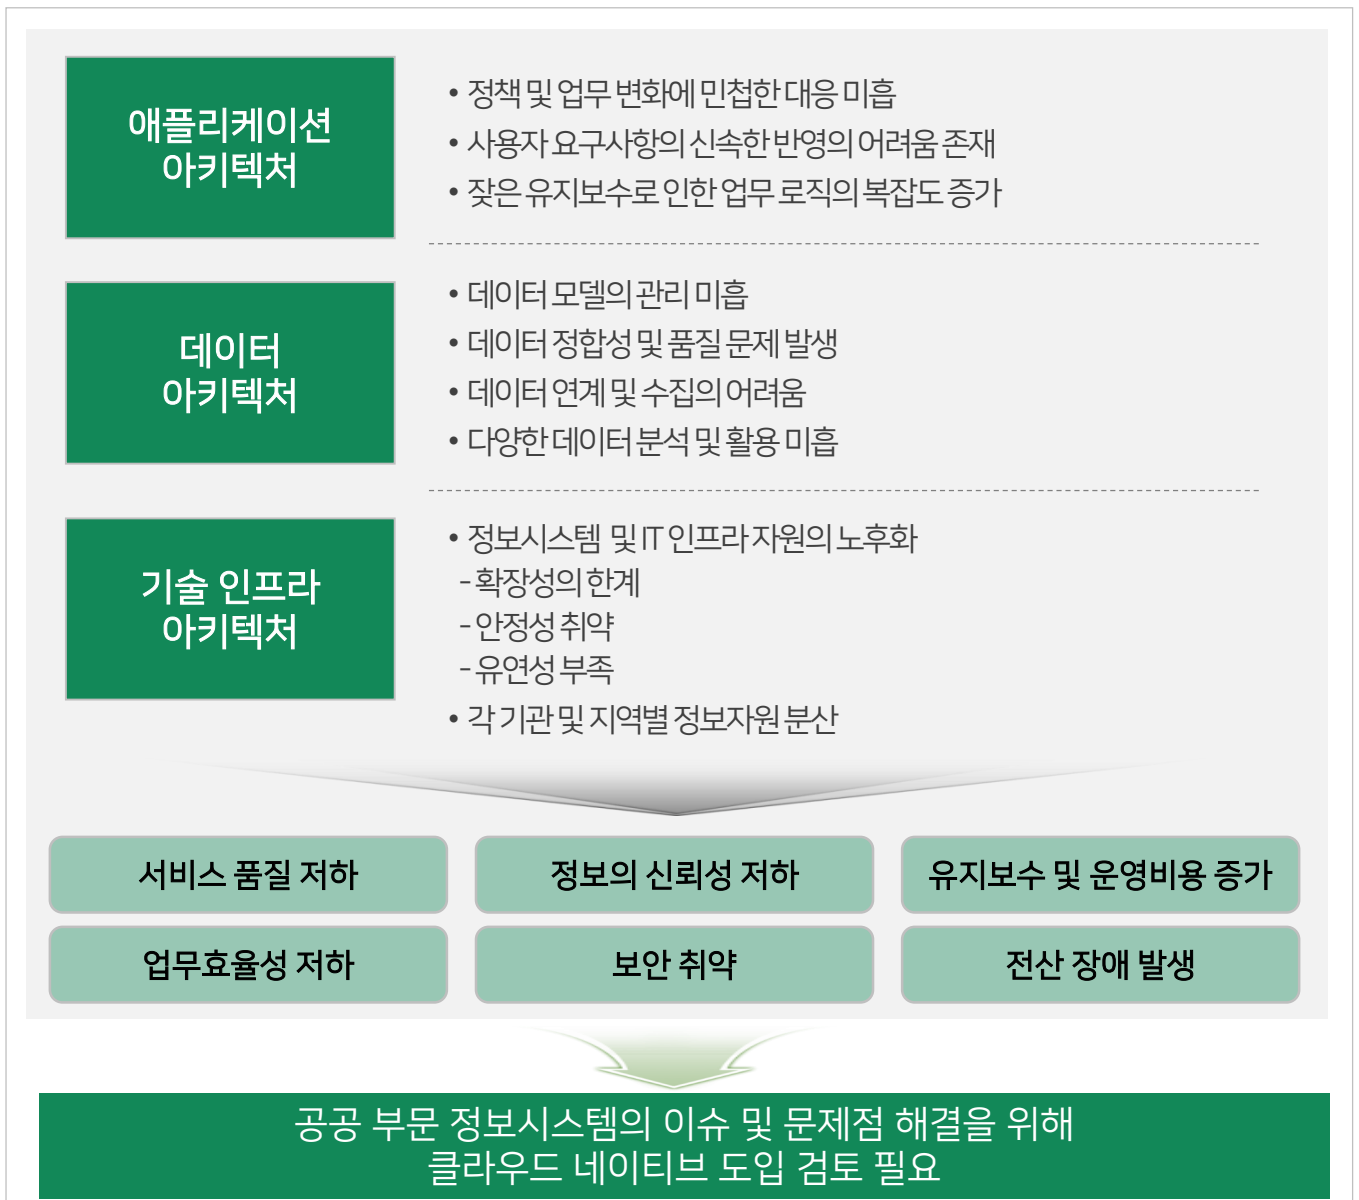 애플리케이션
아키텍처
• 정책 및 업무 변화에 민첩한 대응 미흡
• 사용자 요구사항의 신속한 반영의 어려움 존재
• 잦은 유지보수로 인한 업무 로직의 복잡도 증가
데이터
아키텍처
• 데이터 모델의 관리 미흡
• 데이터 정합성 및 품질 문제 발생
• 데이터 연계 및 수집의 어려움
• 다양한 데이터 분석 및 활용 미흡
기술 인프라
아키텍처
• 정보시스템 및 IT 인프라 자원의 노후화
- 확장성의 한계
- 안정성 취약
- 유연성 부족
• 각 기관 및 지역별 정보자원 분산
서비스 품질 저하
정보의 신뢰성 저하
유지보수 및 운영비용 증가
업무효율성 저하
보안 취약
전산 장애 발생
공공 부문 정보시스템의 이슈 및 문제점 해결을 위해
클라우드 네이티브 도입 검토 필요